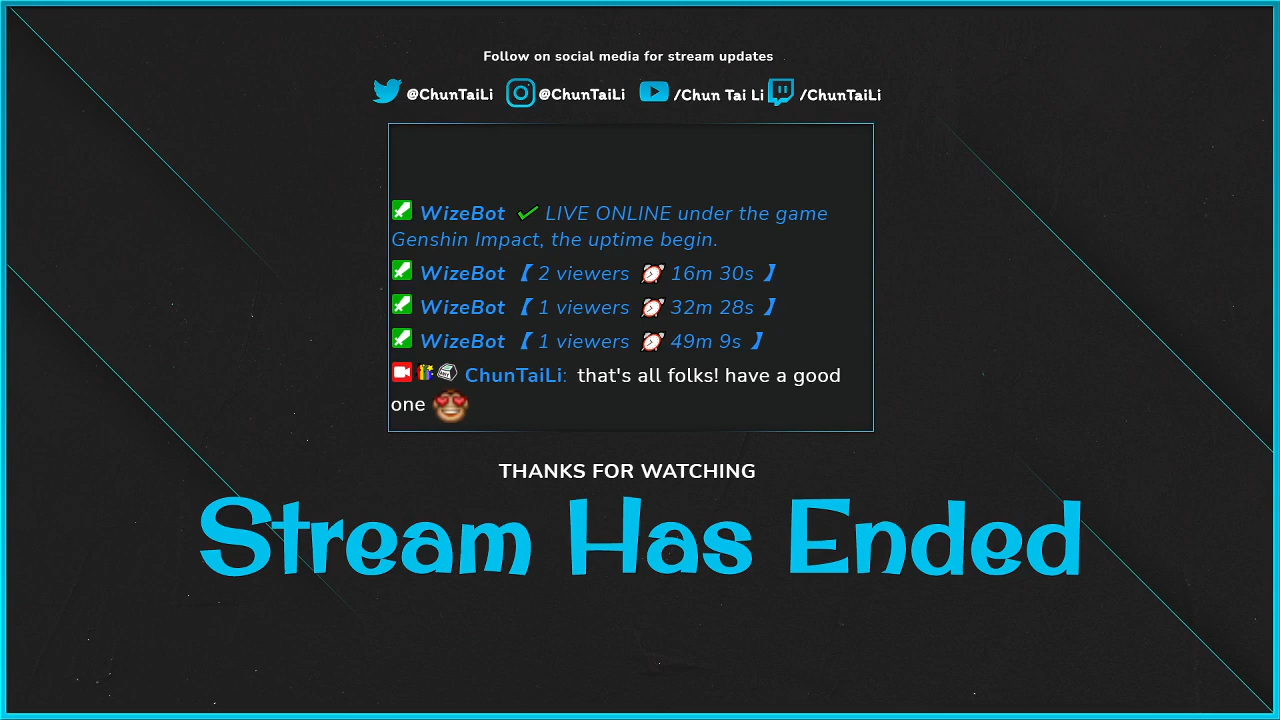 Follow on social media for stream updates
@ChunTaiLi @ChunTaiLi /Chun Tai Li /ChunTaiLi
WizeBot ✓ LIVE ONLINE under the game
Genshin Impact, the uptime begin.
WizeBot 【 2 viewers ⏰ 16m 30s 】
WizeBot 【 1 viewers ⏰ 32m 28s 】
WizeBot 【 1 viewers ⏰ 49m 9s 】
ChunTaiLi: that's all folks! have a good
one
THANKS FOR WATCHING
Stream Has Ended